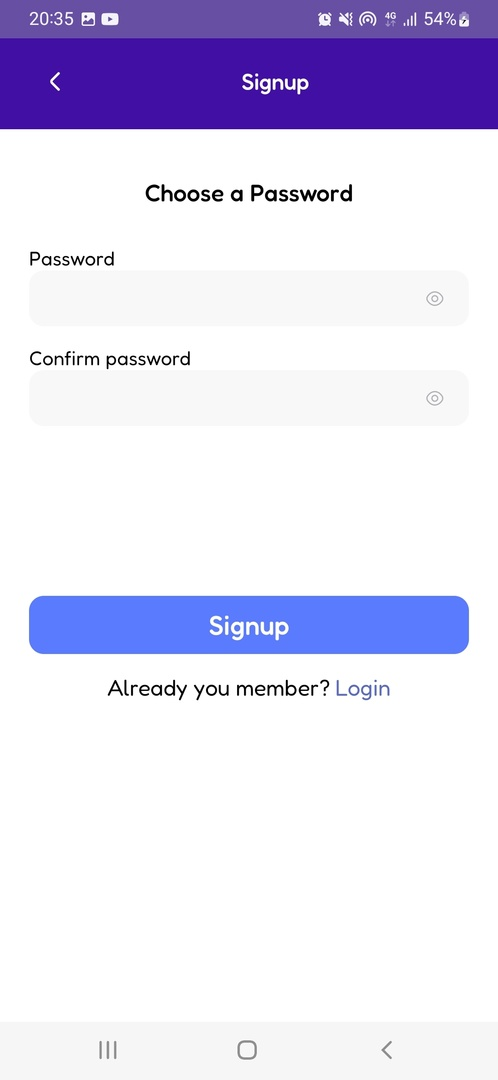 20:35 4G 54%
Signup
Choose a Password
Password
Confirm password
Signup
Already you member? Login